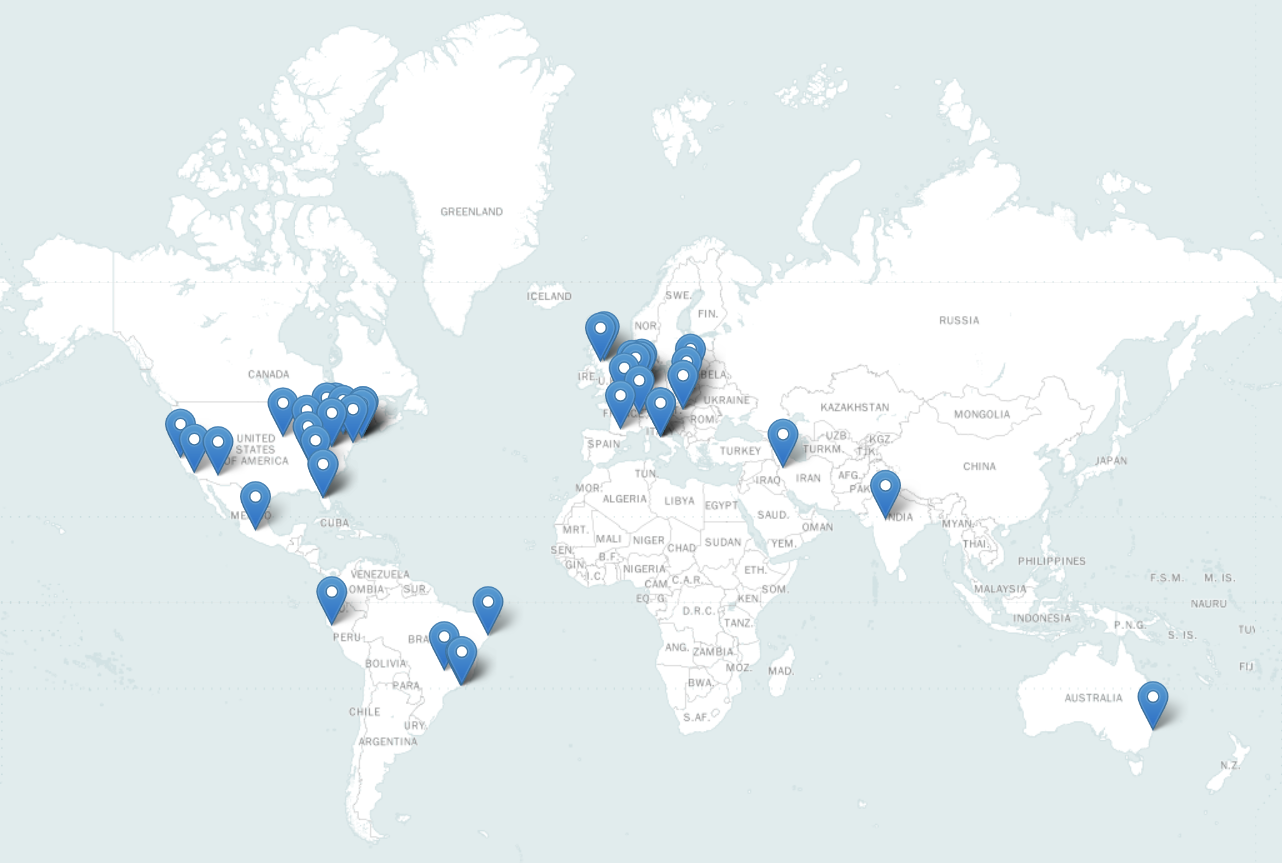 GREENLAND
ICELAND
SWE.
FIN.
NOR.
RUSSIA
CANADA
IRE.
U.
BELA.
UKRAINE
KAZAKHSTAN
MONGOLIA
ROM.
UNITED
STATES
OF AMERICA
SPAIN
TURKEY
UZB.
KGZ.
TURKM.
TJK.
CHINA
JAPAN
TUN.
MOR.
ALGERIA
LIBYA
EGYPT
IRAQ
IRAN
AFG.
PAK.
SAUD.
OMAN
INDIA
MYAN.
CUBA
MRT.
MALI
NIGER
CHAD
SUDAN
YEM.
THAI.
SEN.
B.F.
GIN.
I.C.
NIGERIA
ETH.
SOM.
PHILIPPINES
VENEZUELA
OMBIA
SUR.
CAM.
C.A.R.
EQ. G.
KEN.
MALAYSIA
F.S.M.
M. IS.
NAURU
D.R.C.
TANZ.
INDONESIA
P.N.G.
S. IS.
TUV
PERU
BRA
ANG.
ZAMBIA
MOZ.
MAD.
FIJ
BOLIVIA
PARA.
BWA.
AUSTRALIA
CHILE
URY.
S.AF.
ARGENTINA
N.Z.